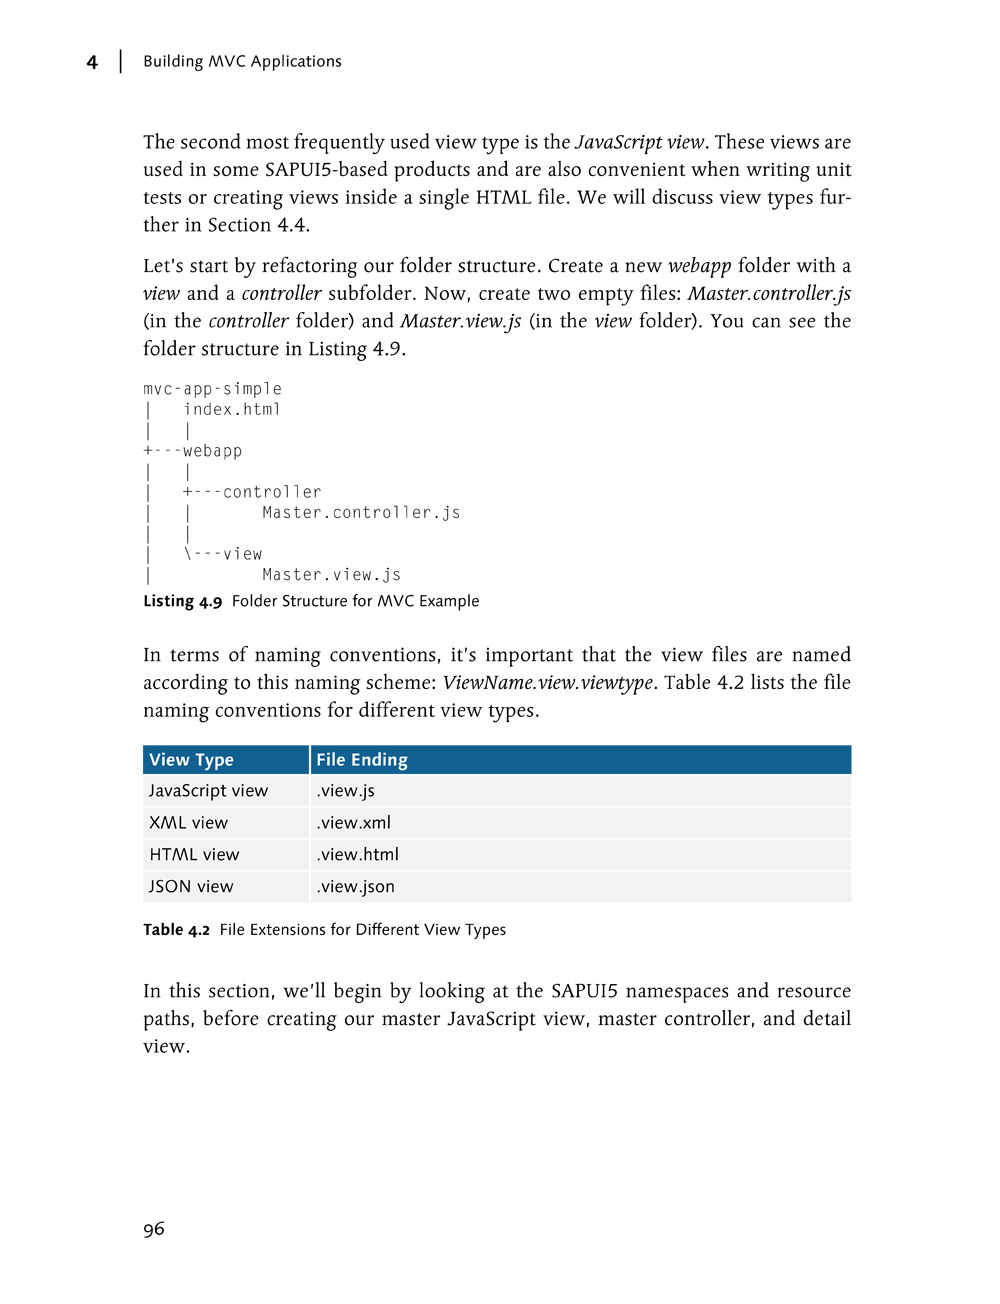 4 | Building MVC Applications
The second most frequently used view type is the JavaScript view. These views are
used in some SAPUI5-based products and are also convenient when writing unit
tests or creating views inside a single HTML file. We will discuss view types fur-
ther in Section 4.4.
Let's start by refactoring our folder structure. Create a new webapp folder with a
view and a controller subfolder. Now, create two empty files: Master.controller.js
(in the controller folder) and Master.view.js (in the view folder). You can see the
folder structure in Listing 4.9.
mvc-app-simple
|   index.html
|   |
+---webapp
|   |
|   +---controller
|   |       Master.controller.js
|   |
|   \---view
|           Master.view.js
Listing 4.9 Folder Structure for MVC Example
In terms of naming conventions, it's important that the view files are named
according to this naming scheme: ViewName.view.viewtype. Table 4.2 lists the file
naming conventions for different view types.
View Type File Ending
JavaScript view .view.js
XML view .view.xml
HTML view .view.html
JSON view .view.json
Table 4.2 File Extensions for Different View Types
In this section, we'll begin by looking at the SAPUI5 namespaces and resource
paths, before creating our master JavaScript view, master controller, and detail
view.
96